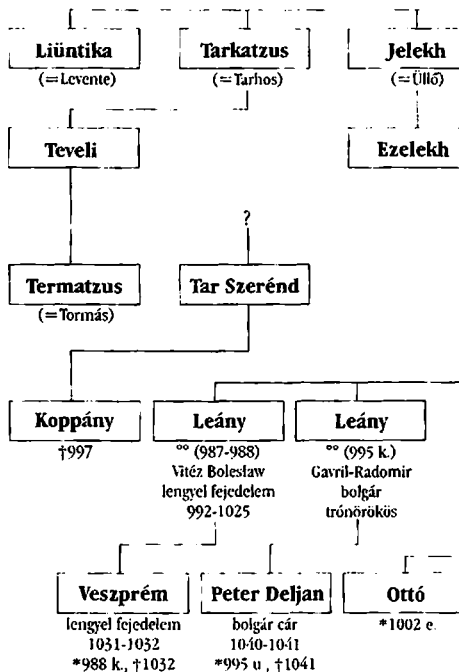 Liüntika
(=Levente)
Tarkatzus
(=Tarhos)
Jelekh
(=Üllő)
Teveli
Ezelekh
?
Termatzus
(=Tormás)
Tar Szerénd
Koppány
†997
Leány
°° (987-988)
Vitéz Bolesław
lengyel fejedelem
992-1025
Leány
°° (995 k.)
Gavril-Radomir
bolgár
trónörökös
Veszprém
lengyel fejedelem
1031-1032
*988 k., †1032
Peter Deljan
bolgár cár
1040-1041
*995 u., †1041
Ottó
*1002 e.